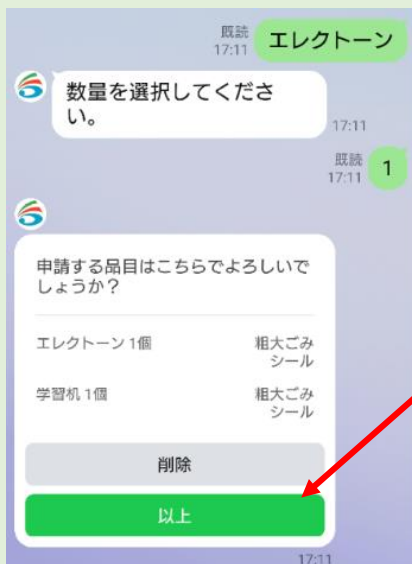 既読
17:11
エレクトーン
数量を選択してくださ
い。
17:11
既読
17:11
1
申請する品目はこちらでよろしいで
しょうか？
エレクトーン 1個
粗大ごみ
シール
学習机 1個
粗大ごみ
シール
削除
以上
17:11